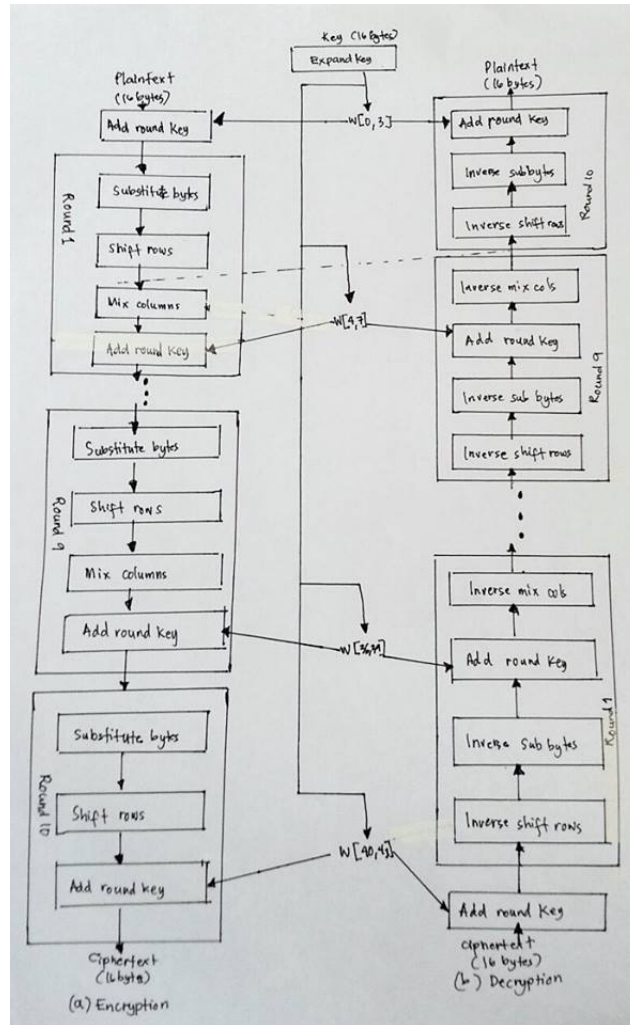 Key (16 bytes)
Expand key
Plaintext
(16 bytes)
Add round key
Round 1
Substitute bytes
Shift rows
Mix columns
Add round key
Round 9
Substitute bytes
Shift rows
Mix columns
Add round key
Round 10
Substitute bytes
Shift rows
Add round key
Ciphertext
(16 byte)
(a) Encryption
W[0,3]
W[4,7]
W[36,39]
W[40,43]
Plaintext
(16 bytes)
Add round key
Inverse subbytes
Inverse shift rows
Round 10
Inverse mix cols
Add round key
Inverse sub bytes
Inverse shift rows
Round 9
Inverse mix cols
Add round key
Inverse Sub bytes
Inverse shift rows
Round 1
Add round key
ciphertext
(16 bytes)
(b) Decryption